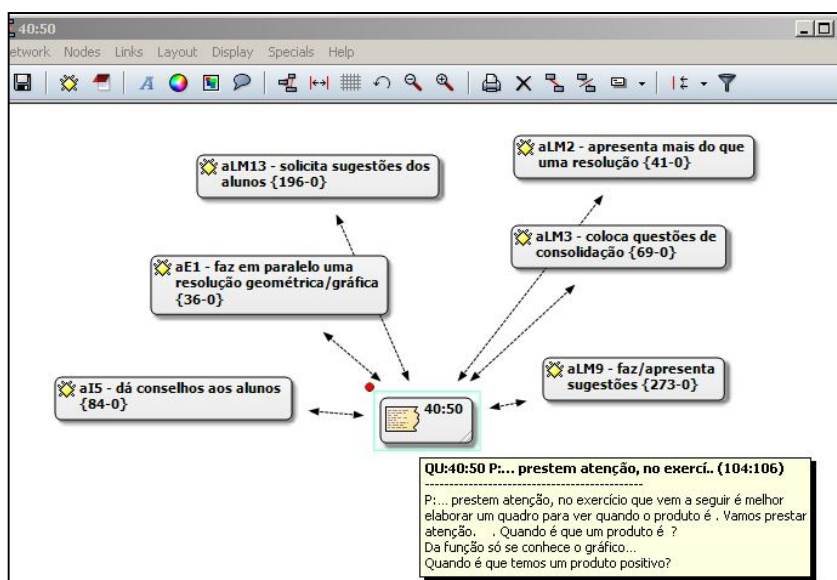 40:50
etwork Nodes Links Layout Display Specials Help
A
aLM13 - solicita sugestões dos
alunos {196-0}
aLM2 - apresenta mais do que
uma resolução {41-0}
aE1 - faz em paralelo uma
resolução geométrica/gráfica
{36-0}
aLM3 - coloca questões de
consolidação {69-0}
aI5 - dá conselhos aos alunos
{84-0}
aLM9 - faz/apresenta
sugestões {273-0}
40:50
QU:40:50 P:... prestem atenção, no exercí.. (104:106)
--------------------------------------------
P:... prestem atenção, no exercício que vem a seguir é melhor
elaborar um quadro para ver quando o produto é . Vamos prestar
atenção. . Quando é que um produto é ?
Da função só se conhece o gráfico...
Quando é que temos um produto positivo?